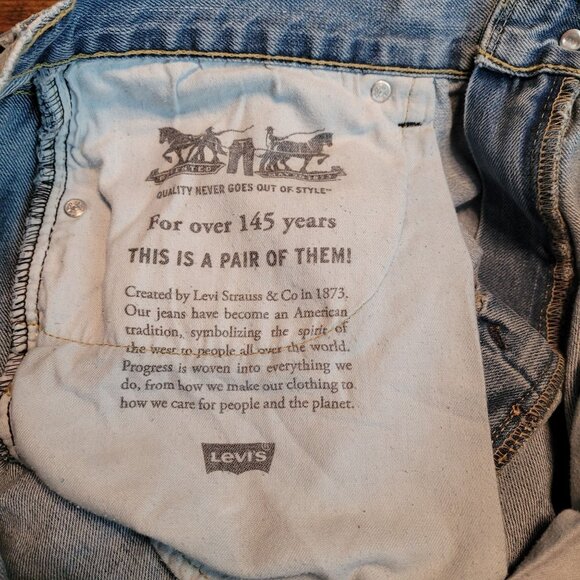 QUALITY NEVER GOES OUT OF STYLE™
For over 145 years
THIS IS A PAIR OF THEM!
Created by Levi Strauss & Co in 1873.
Our jeans have become an American
tradition, symbolizing the spirit of
the west to people all over the world.
Progress is woven into everything we
do, from how we make our clothing to
how we care for people and the planet.
LEVI'S